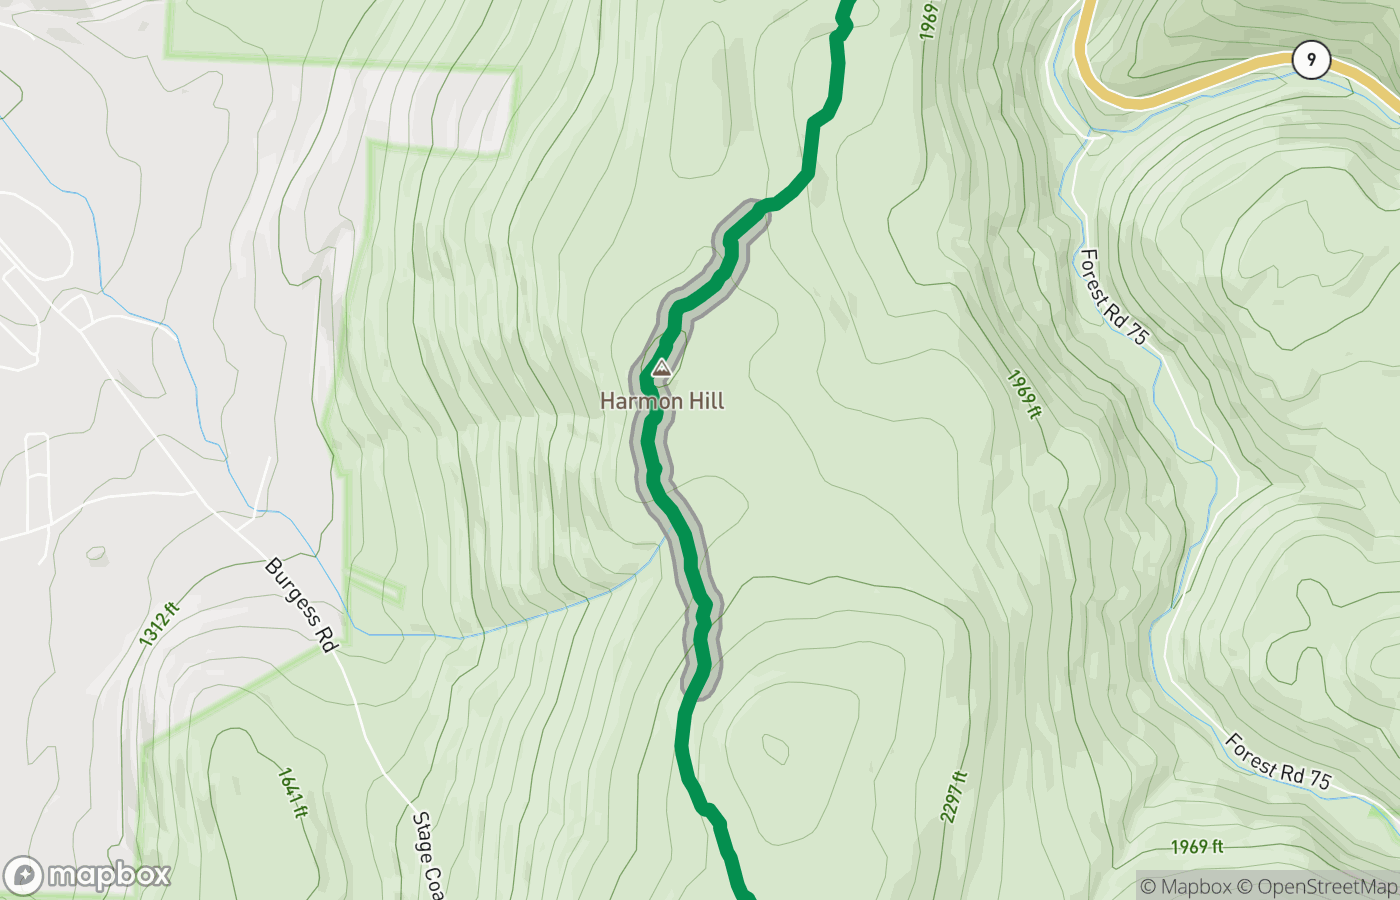 1969
9
Forest Rd 75
1969 ft
Harmon Hill
Burgess Rd
1312 ft
1641 ft
Stage Coa
Forest Rd 75
2297 ft
1969 ft
mapbox
© Mapbox © OpenStreetMap